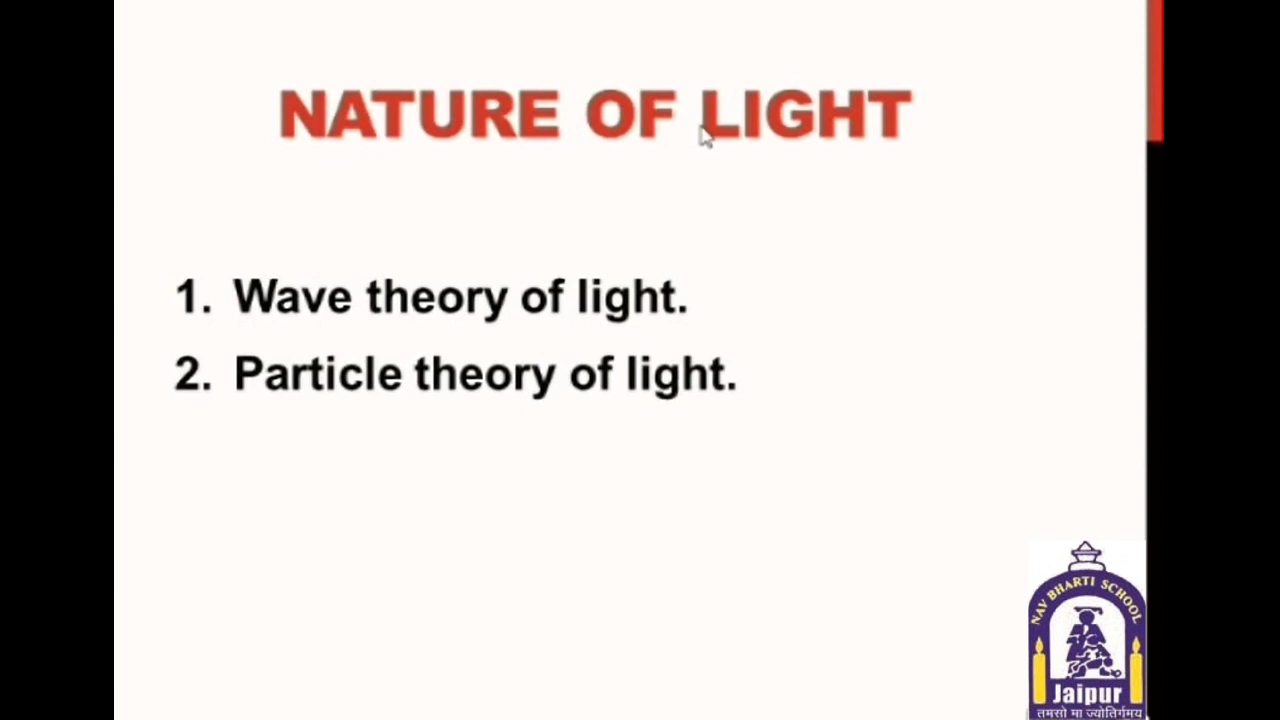 NATURE OF LIGHT
1. Wave theory of light.
2. Particle theory of light.
NAV BHARTI SCHOOL
Jaipur
तमसो मा ज्योतिर्गमय